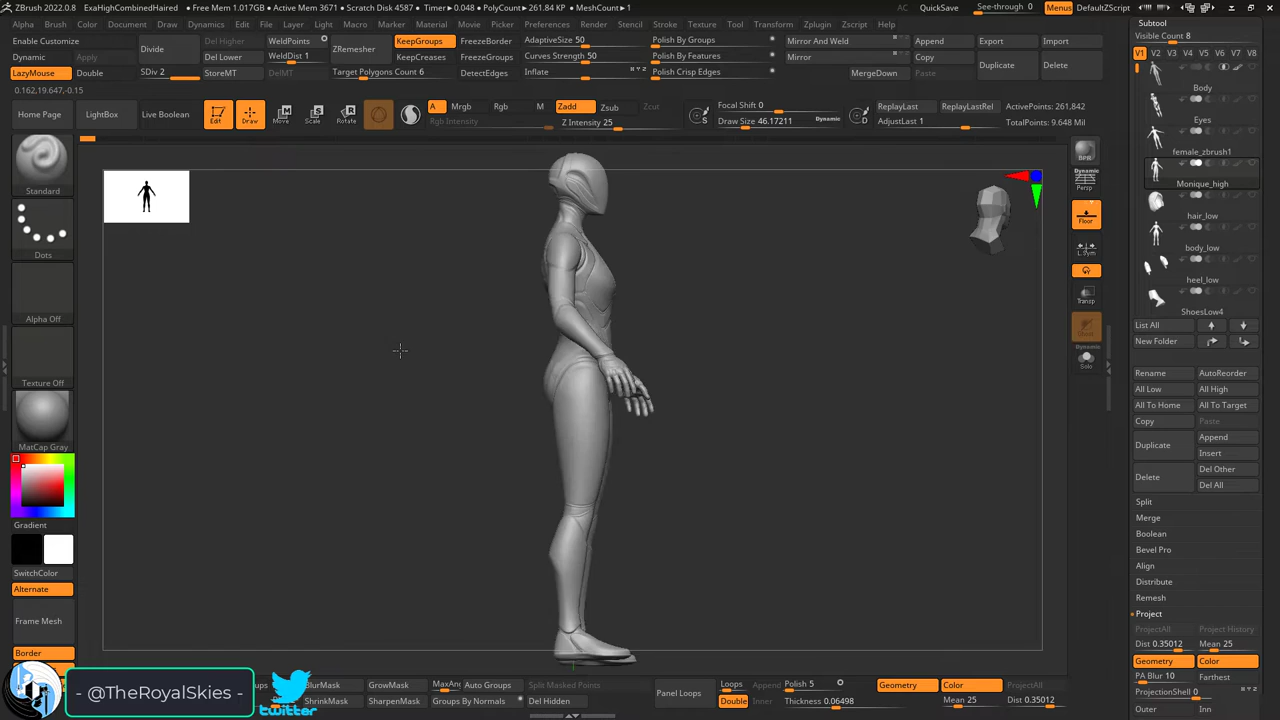 ZBrush 2022.0.8 ExaHighCombinedHaired • Free Mem 1.017GB • Active Mem 3671 • Scratch Disk 4587 • Timer▸0.048 • PolyCount▸261.84 KP • MeshCount▸1 AC QuickSave See-through 0 Menus DefaultZScript
Alpha Brush Color Document Draw Dynamics Edit File Layer Light Macro Marker Material Movie Picker Preferences Render Stencil Stroke Texture Tool Transform Zplugin Zscript Help
Enable Customize
Dynamic Apply
LazyMouse Double
Divide
SDiv 2
Del Higher
Del Lower
StoreMT
WeldPoints
WeldDist 1
DelMT
ZRemesher
Target Polygons Count 6
KeepGroups
KeepCreases
FreezeBorder
FreezeGroups
DetectEdges
AdaptiveSize 50
Curves Strength 50
Inflate
Polish By Groups
Polish By Features
Polish Crisp Edges
Mirror And Weld
Mirror
MergeDown
Append
Copy
Paste
Export
Duplicate
Import
Delete
0.162,19.647,-0.15
Home Page LightBox Live Boolean Edit Draw Move Scale Rotate
A Mrgb Rgb M
Rgb Intensity
Zadd Zsub Zcut
Z Intensity 25
S
Focal Shift 0
Draw Size 46.17211 Dynamic
D
ReplayLast ReplayLastRel
AdjustLast 1
ActivePoints: 261,842
TotalPoints: 9.648 Mil
Standard
Dots
Alpha Off
Texture Off
MatCap Gray
Gradient
SwitchColor
Alternate
Frame Mesh
Border
BPR
Dynamic
Persp
Floor
L.Sym
Transp
Ghost
Dynamic
Solo
Subtool
Visible Count 8
V1 V2 V3 V4 V5 V6 V7 V8
Body
Eyes
female_zbrush1
Monique_high
hair_low
body_low
heel_low
ShoesLow4
List All
New Folder
Rename AutoReorder
All Low All High
All To Home All To Target
Copy Paste
Duplicate Append
Insert
Delete Del Other
Del All
Split
Merge
Boolean
Bevel Pro
Align
Distribute
Remesh
Project
ProjectAll Project History
Dist 0.35012 Mean 25
Geometry Color
PA Blur 10 Farthest
ProjectionShell 0
Outer Inn
- @TheRoyalSkies -
twitter
BlurMask GrowMask
ShrinkMask SharpenMask
Auto Groups
Groups By Normals
Split Masked Points
Del Hidden
Panel Loops
Loops Append Polish 5
Double Inner Thickness 0.06498
Geometry Color ProjectAll
Mean 25 Dist 0.35012